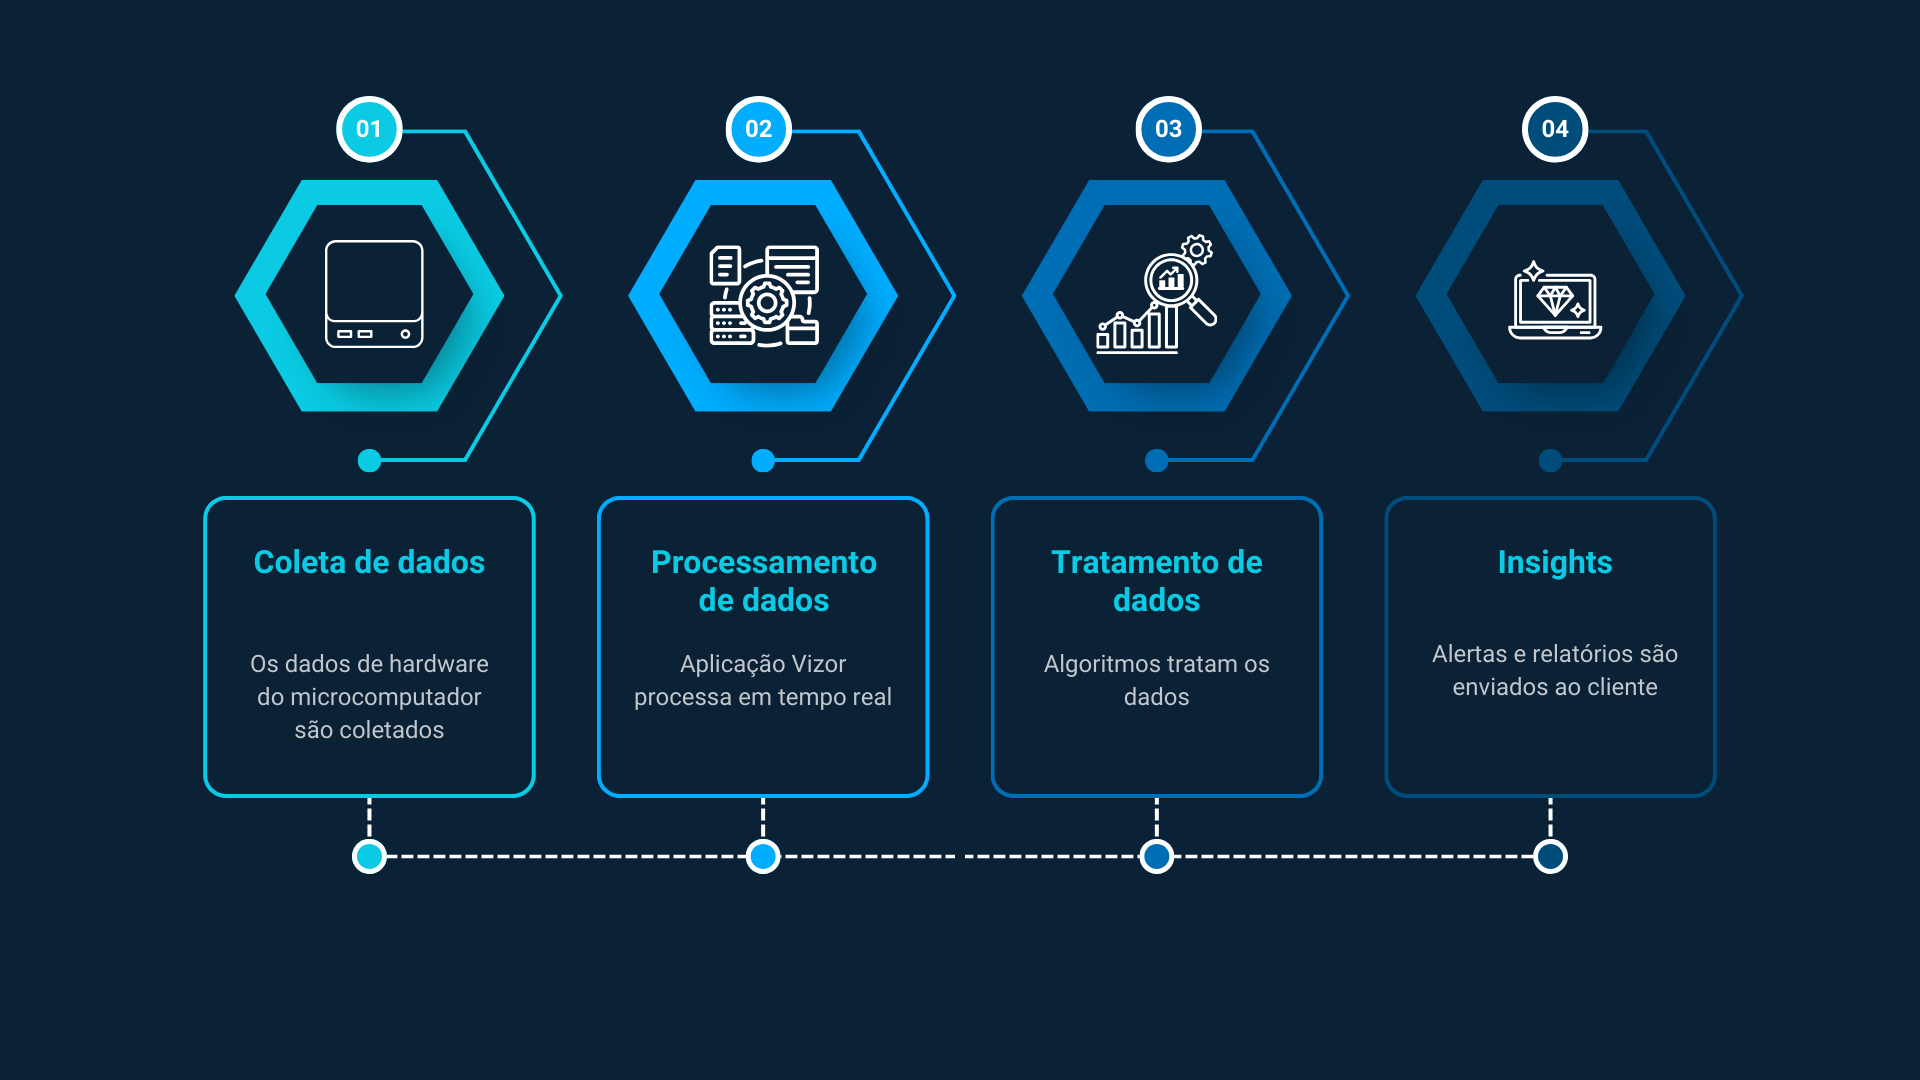 01
02
03
04
Coleta de dados
Os dados de hardware
do microcomputador
são coletados
Processamento
de dados
Aplicação Vizor
processa em tempo real
Tratamento de
dados
Algoritmos tratam os
dados
Insights
Alertas e relatórios são
enviados ao cliente